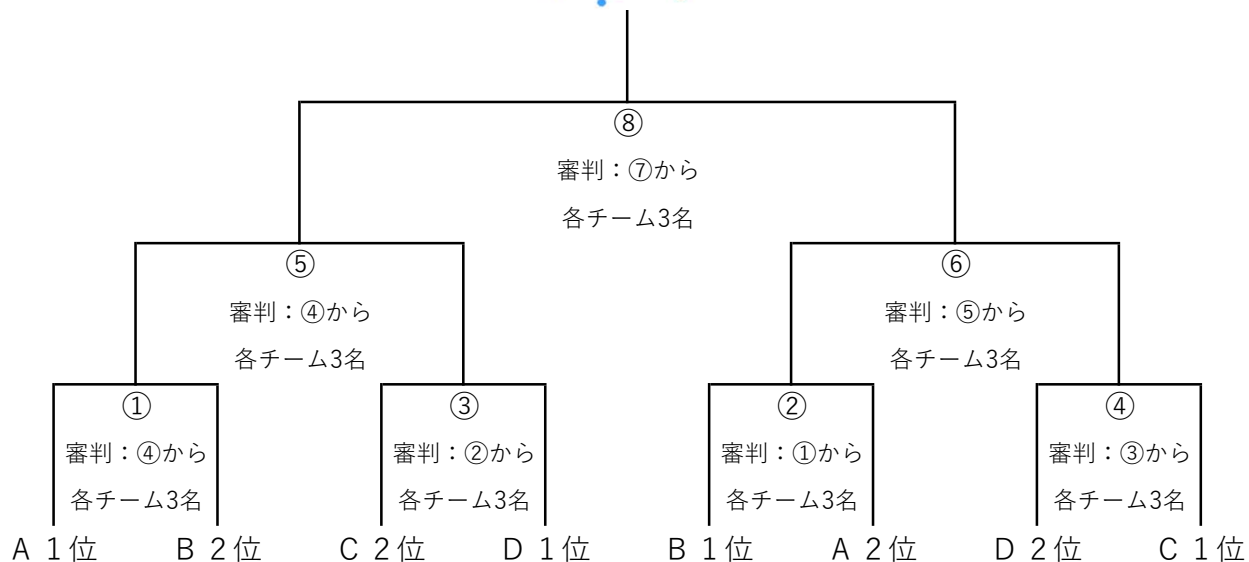 ⑧
審判：⑦から
各チーム3名
⑤
審判：④から
各チーム3名
⑥
審判：⑤から
各チーム3名
①
審判：④から
各チーム3名
③
審判：②から
各チーム3名
②
審判：①から
各チーム3名
④
審判：③から
各チーム3名
A 1位
B 2位
C 2位
D 1位
B 1位
A 2位
D 2位
C 1位